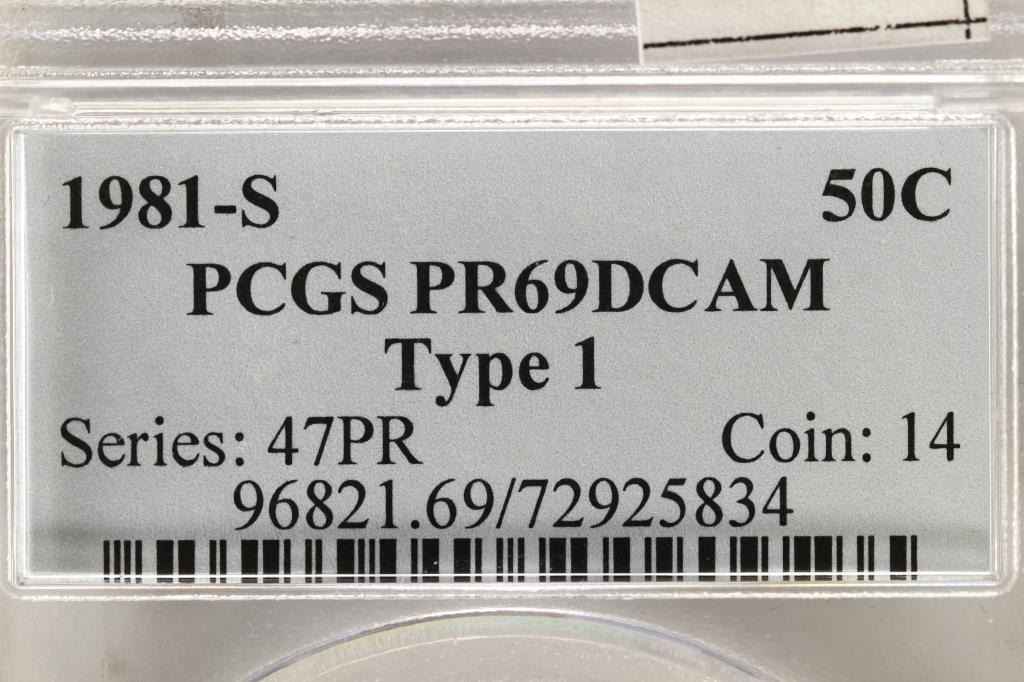 1981-S 50C
PCGS PR69DCAM
Type 1
Series: 47PR Coin: 14
96821.69/72925834